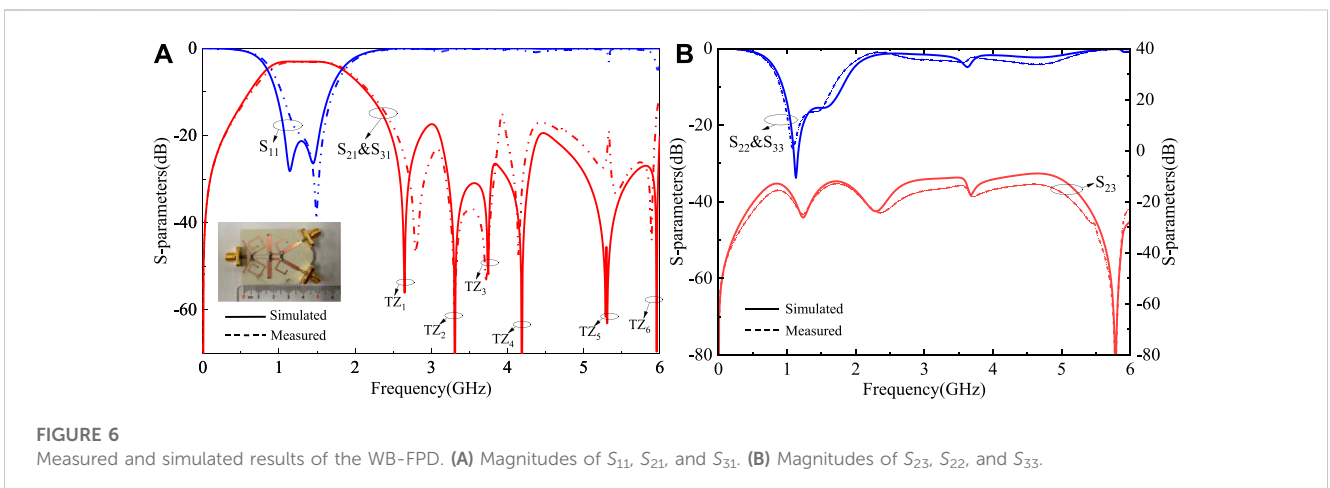 A
0
-20
-40
-60
S-parameters(dB)
S11
S21&S31
TZ1
TZ2
TZ3
TZ4
TZ5
TZ6
Simulated
Measured
0 1 2 3 4 5 6
Frequency(GHz)
B
0
-20
-40
-60
-80
S-parameters(dB)
S22&S33
S23
Simulated
Measured
40
20
0
-20
-40
-60
-80
S-parameters(dB)
0 1 2 3 4 5 6
Frequency(GHz)
FIGURE 6
Measured and simulated results of the WB-FPD. (A) Magnitudes of S11, S21, and S31. (B) Magnitudes of S23, S22, and S33.